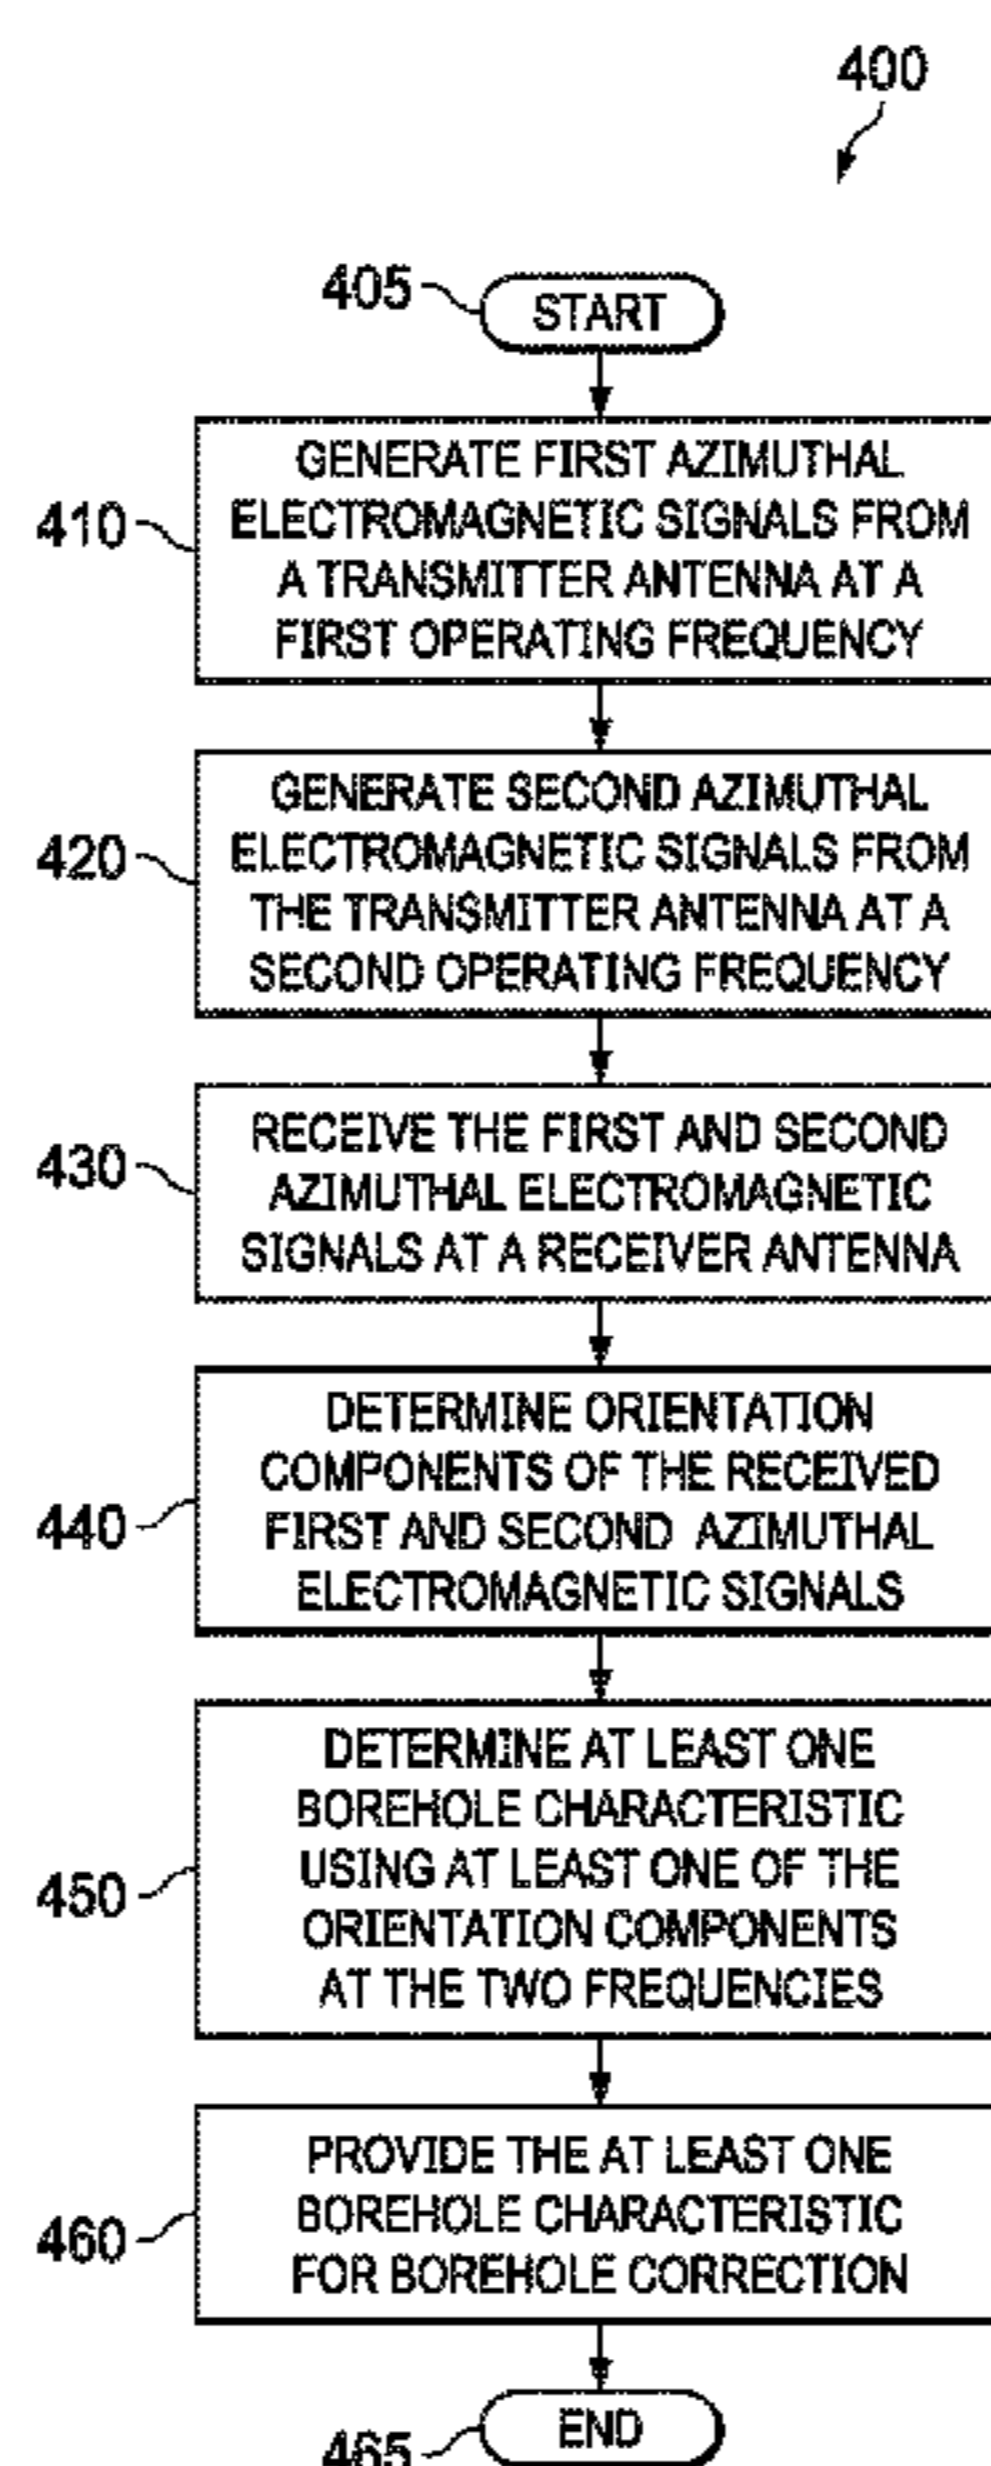 400
405
START
410
GENERATE FIRST AZIMUTHAL
ELECTROMAGNETIC SIGNALS FROM
A TRANSMITTER ANTENNA AT A
FIRST OPERATING FREQUENCY
420
GENERATE SECOND AZIMUTHAL
ELECTROMAGNETIC SIGNALS FROM
THE TRANSMITTER ANTENNA AT A
SECOND OPERATING FREQUENCY
430
RECEIVE THE FIRST AND SECOND
AZIMUTHAL ELECTROMAGNETIC
SIGNALS AT A RECEIVER ANTENNA
440
DETERMINE ORIENTATION
COMPONENTS OF THE RECEIVED
FIRST AND SECOND AZIMUTHAL
ELECTROMAGNETIC SIGNALS
450
DETERMINE AT LEAST ONE
BOREHOLE CHARACTERISTIC
USING AT LEAST ONE OF THE
ORIENTATION COMPONENTS
AT THE TWO FREQUENCIES
460
PROVIDE THE AT LEAST ONE
BOREHOLE CHARACTERISTIC
FOR BOREHOLE CORRECTION
465
END